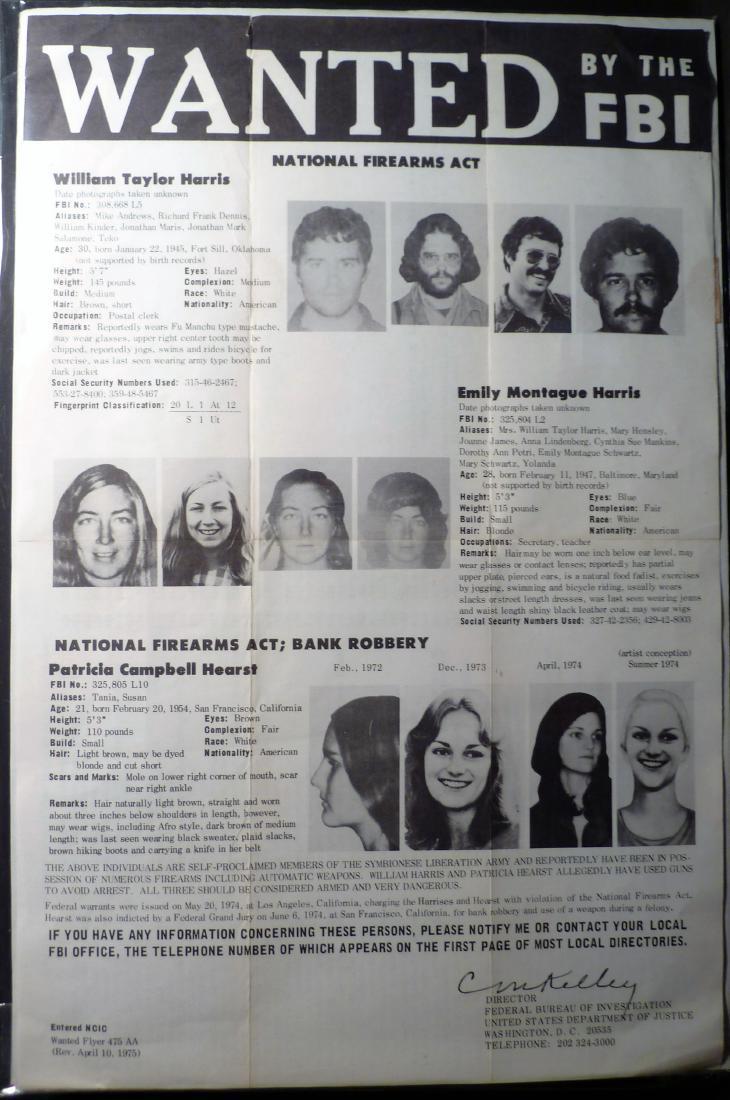 WANTED BY THE FBI
NATIONAL FIREARMS ACT
William Taylor Harris
Date photographs taken unknown
FBI No.: 308,668 L5
Aliases: Mike Andrews, Richard Frank Dennis,
William Kinder, Jonathan Maris, Jonathan Mark
Salamone, Teko
Age: 30, born January 22, 1945, Fort Sill, Oklahoma
(not supported by birth records)
Height: 5'7" Eyes: Hazel
Weight: 145 pounds Complexion: Medium
Build: Medium Race: White
Hair: Brown, short Nationality: American
Occupation: Postal clerk
Remarks: Reportedly wears Fu Manchu type mustache,
may wear glasses, upper right center tooth may be
chipped, reportedly jogs, swims and rides bicycle for
exercise, was last seen wearing army type boots and
dark jacket
Social Security Numbers Used: 315-46-2467;
553-27-8400; 359-48-5467
Fingerprint Classification: 20 L 1 At 12
S 1 Ut
Emily Montague Harris
Date photographs taken unknown
FBI No.: 325,804 L2
Aliases: Mrs. William Taylor Harris, Mary Hensley,
Joanne James, Anna Lindenberg, Cynthia Sue Mankins,
Dorothy Ann Petri, Emily Montague Schwartz,
Mary Schwartz, Yolanda
Age: 28, born February 11, 1947, Baltimore, Maryland
(not supported by birth records)
Height: 5'3" Eyes: Blue
Weight: 115 pounds Complexion: Fair
Build: Small Race: White
Hair: Blonde Nationality: American
Occupations: Secretary, teacher
Remarks: Hair may be worn one inch below ear level, may
wear glasses or contact lenses; reportedly has partial
upper plate, pierced ears, is a natural food fadist, exercises
by jogging, swimming and bicycle riding, usually wears
slacks or street length dresses, was last seen wearing jeans
and waist length shiny black leather coat; may wear wigs
Social Security Numbers Used: 327-42-2356; 429-42-8003
NATIONAL FIREARMS ACT; BANK ROBBERY
Patricia Campbell Hearst
FBI No.: 325,805 L10
Aliases: Tania, Susan
Age: 21, born February 20, 1954, San Francisco, California
Height: 5'3" Eyes: Brown
Weight: 110 pounds Complexion: Fair
Build: Small Race: White
Hair: Light brown, may be dyed Nationality: American
blonde and cut short
Scars and Marks: Mole on lower right corner of mouth, scar
near right ankle
Remarks: Hair naturally light brown, straight and worn
about three inches below shoulders in length, however,
may wear wigs, including Afro style, dark brown of medium
length; was last seen wearing black sweater, plaid slacks,
brown hiking boots and carrying a knife in her belt
Feb., 1972 Dec., 1973 April, 1974 (artist conception)
Summer 1974
THE ABOVE INDIVIDUALS ARE SELF-PROCLAIMED MEMBERS OF THE SYMBIONESE LIBERATION ARMY AND REPORTEDLY HAVE BEEN IN POS-
SESSION OF NUMEROUS FIREARMS INCLUDING AUTOMATIC WEAPONS. WILLIAM HARRIS AND PATRICIA HEARST ALLEGEDLY HAVE USED GUNS
TO AVOID ARREST. ALL THREE SHOULD BE CONSIDERED ARMED AND VERY DANGEROUS.
Federal warrants were issued on May 20, 1974, at Los Angeles, California, charging the Harrises and Hearst with violation of the National Firearms Act.
Hearst was also indicted by a Federal Grand Jury on June 6, 1974, at San Francisco, California, for bank robbery and use of a weapon during a felony.
IF YOU HAVE ANY INFORMATION CONCERNING THESE PERSONS, PLEASE NOTIFY ME OR CONTACT YOUR LOCAL
FBI OFFICE, THE TELEPHONE NUMBER OF WHICH APPEARS ON THE FIRST PAGE OF MOST LOCAL DIRECTORIES.
CMKelley
DIRECTOR
FEDERAL BUREAU OF INVESTIGATION
UNITED STATES DEPARTMENT OF JUSTICE
WASHINGTON, D. C. 20535
TELEPHONE: 202 324-3000
Entered NCIC
Wanted Flyer 475 AA
(Rev. April 10, 1975)